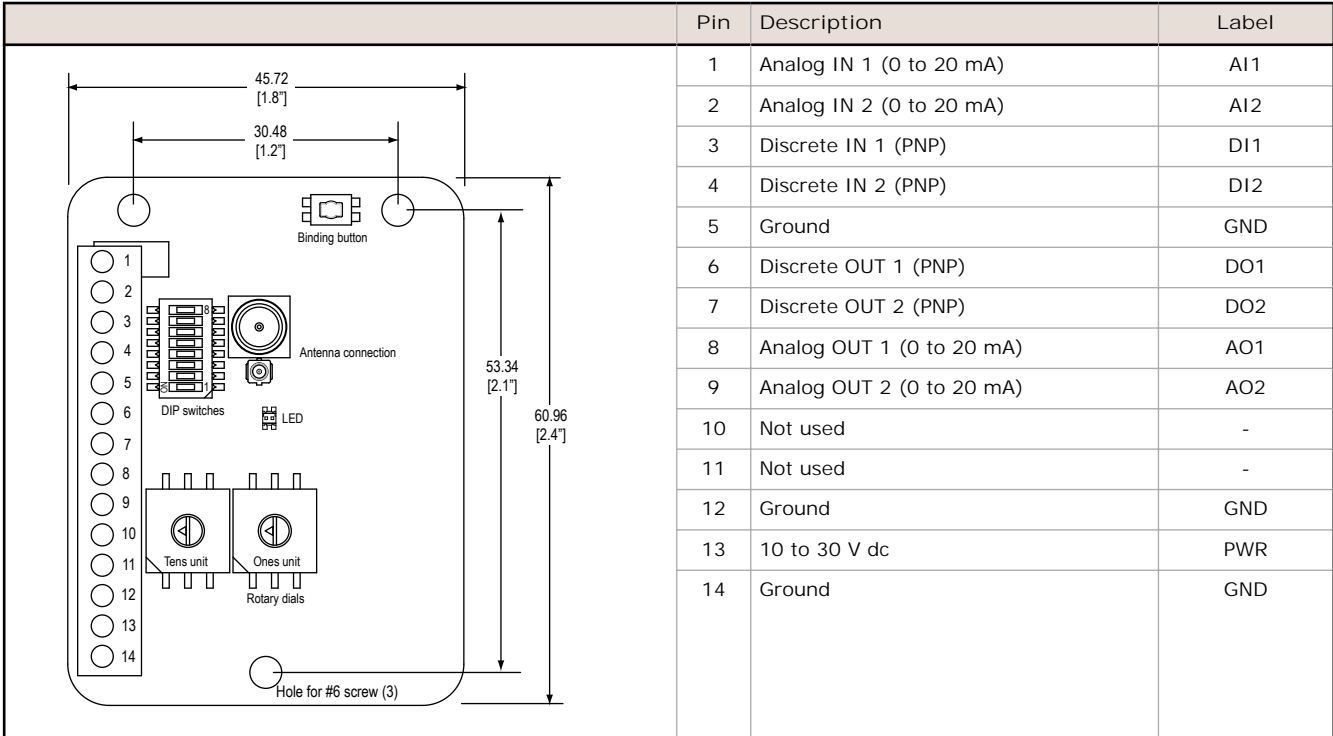 Pin Description Label
1 Analog IN 1 (0 to 20 mA) AI1
2 Analog IN 2 (0 to 20 mA) AI2
3 Discrete IN 1 (PNP) DI1
4 Discrete IN 2 (PNP) DI2
5 Ground GND
6 Discrete OUT 1 (PNP) DO1
7 Discrete OUT 2 (PNP) DO2
8 Analog OUT 1 (0 to 20 mA) AO1
9 Analog OUT 2 (0 to 20 mA) AO2
10 Not used -
11 Not used -
12 Ground GND
13 10 to 30 V dc PWR
14 Ground GND
45.72
[1.8"]
30.48
[1.2"]
Binding button
1
2
3
4
5
6
7
8
9
10
11
12
13
14
8
ON 1
DIP switches
Antenna connection
LED
53.34
[2.1"]
60.96
[2.4"]
Tens unit
Ones unit
Rotary dials
Hole for #6 screw (3)